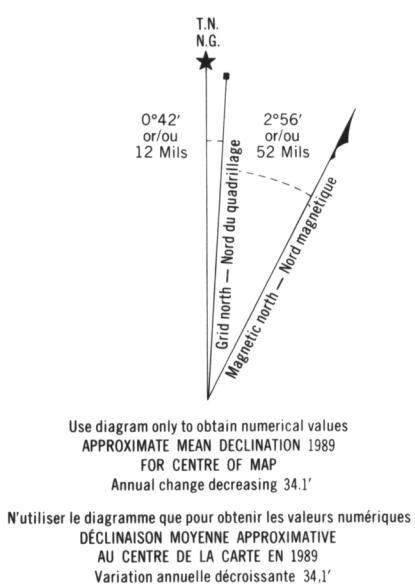 T.N.
N.G.
0°42′
or/ou
12 Mils
2°56′
or/ou
52 Mils
Grid north — Nord du quadrillage
Magnetic north — Nord magnetique
Use diagram only to obtain numerical values
APPROXIMATE MEAN DECLINATION 1989
FOR CENTRE OF MAP
Annual change decreasing 34.1′
N'utiliser le diagramme que pour obtenir les valeurs numériques
DÉCLINAISON MOYENNE APPROXIMATIVE
AU CENTRE DE LA CARTE EN 1989
Variation annuelle décroissante 34,1′